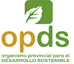 opds
organismo provincial para el
DESARROLLO SOSTENIBLE